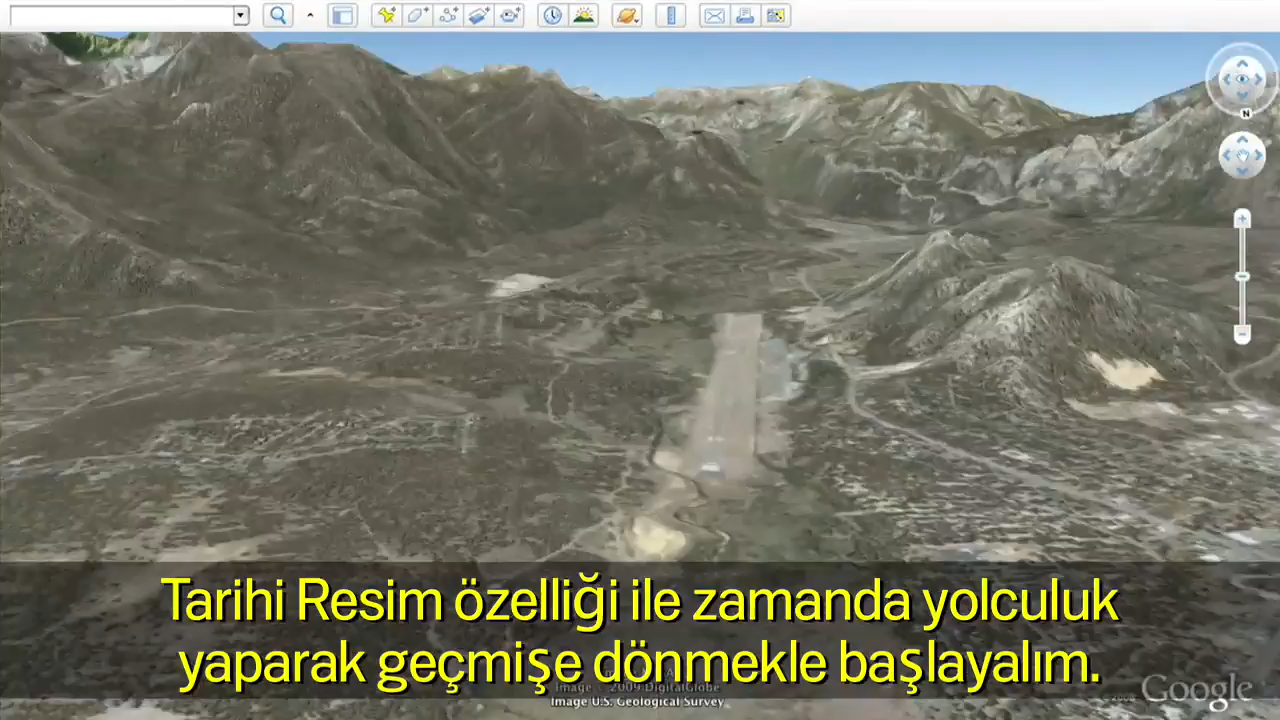 N
Tarihi Resim özelliği ile zamanda yolculuk
yaparak geçmişe dönmekle başlayalım.
Image © 2009 DigitalGlobe
Image U.S. Geological Survey
Google